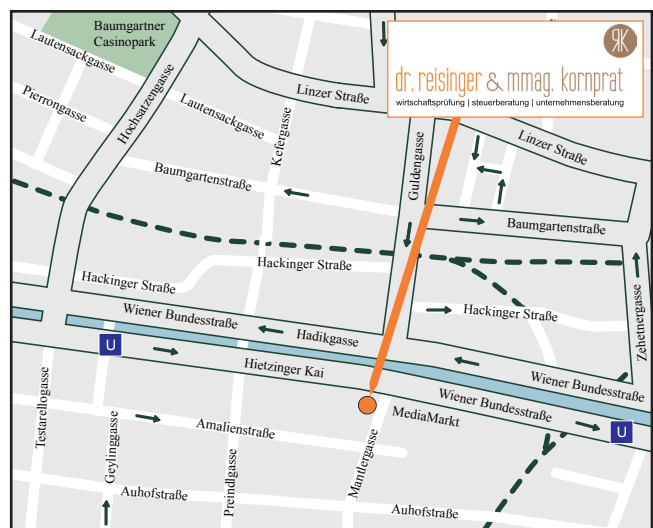 Baumgartner
Casinopark
Lautensackgasse
Pierrongasse
Hochsatzengasse
Lautensackgasse
Kefergasse
Linzer Straße
RK
dr. reisinger & mmag. kornprat
wirtschaftsprüfung | steuerberatung | unternehmensberatung
Linzer Straße
Guldengasse
Baumgartenstraße
Baumgartenstraße
Hackinger Straße
Hackinger Straße
Hackinger Straße
Zehetnergasse
Wiener Bundesstraße
Hadikgasse
U
Hietzinger Kai
Wiener Bundesstraße
Wiener Bundesstraße
MediaMarkt
U
Testarellogasse
Geylinggasse
Amalienstraße
Preindlgasse
Mantlergasse
Auhofstraße
Auhofstraße